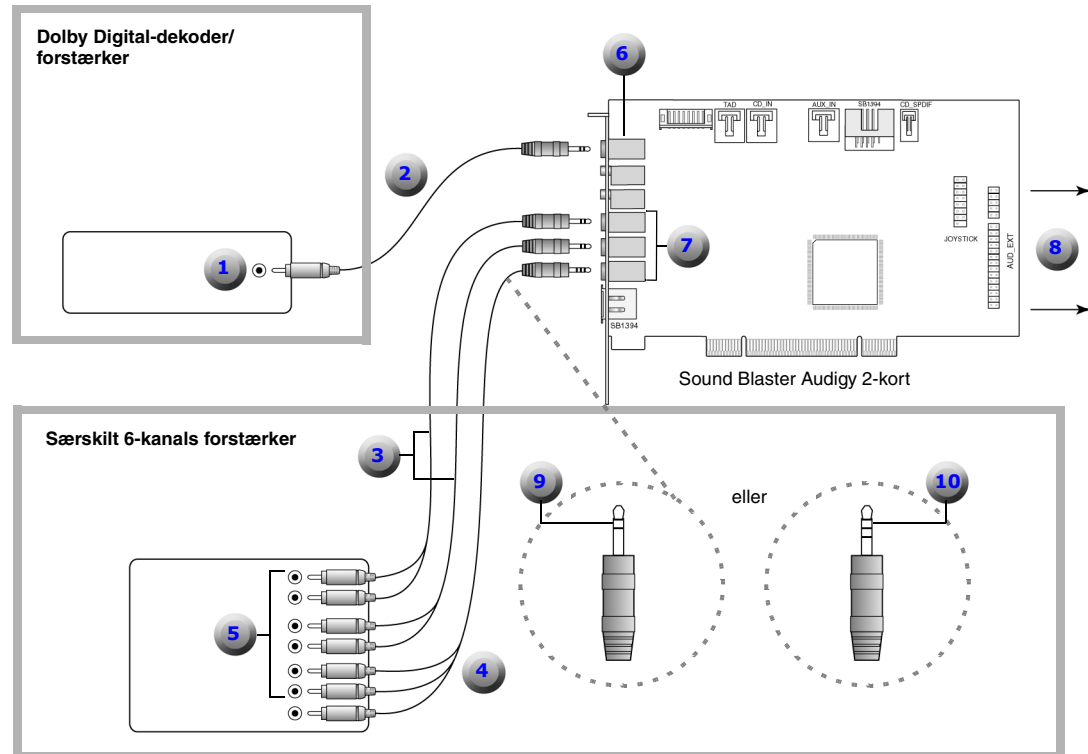 Dolby Digital-dekoder/
forstærker
6
TAD
CD_IN
AUX_IN
SB1394
CD_SPDIF
2
1
7
JOYSTICK
AUD_EXT
8
SB1394
Sound Blaster Audigy 2-kort
Særskilt 6-kanals forstærker
3
9
eller
10
5
4